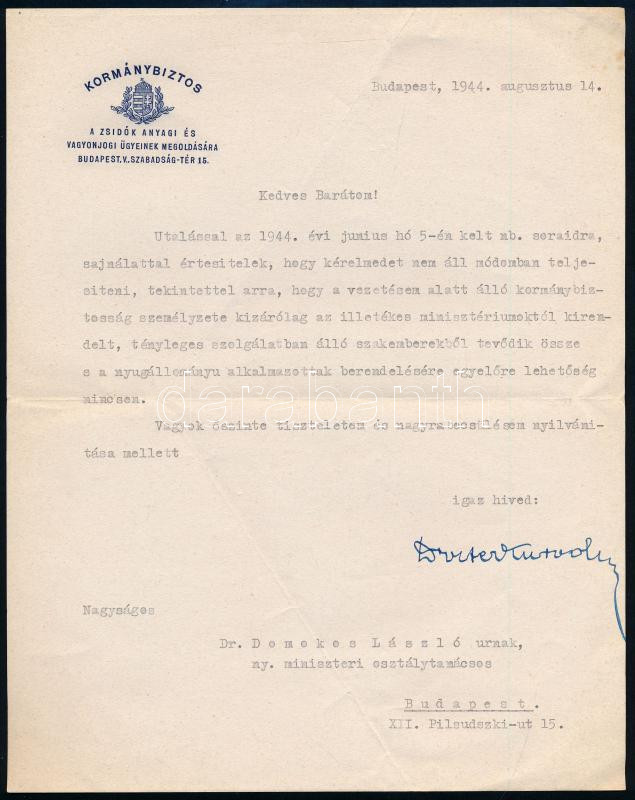 KORMÁNYBIZTOS
A ZSIDÓK ANYAGI ÉS
VAGYONJOGI ÜGYEINEK MEGOLDÁSÁRA
BUDAPEST, V., SZABADSÁG-TÉR 15.
Budapest, 1944. augusztus 14.
Kedves Barátom!
Utalással az 1944. évi junius hó 5-én kelt nb. soraidra,
sajnálattal értesitelek, hogy kérelmedet nem áll módomban telje-
siteni, tekintettel arra, hogy a vezetésem alatt álló kormánybiz-
tosság személyzete kizárólag az illetékes minisztériumoktól kiren-
delt, tényleges szolgálatban álló szakemberekből tevődik össze
s a nyugállományu alkalmazottak berendelésére egyelőre lehetőség
nincsen.
darabanth
Vagyok őszinte tiszteletem és nagyrabecsülésem nyilváni-
tása mellett
igaz hived:
Nagyságos
Dr. Domokos László urnak,
ny. miniszteri osztálytanácsos
Budapest.
XII. Pilsudszki-ut 15.